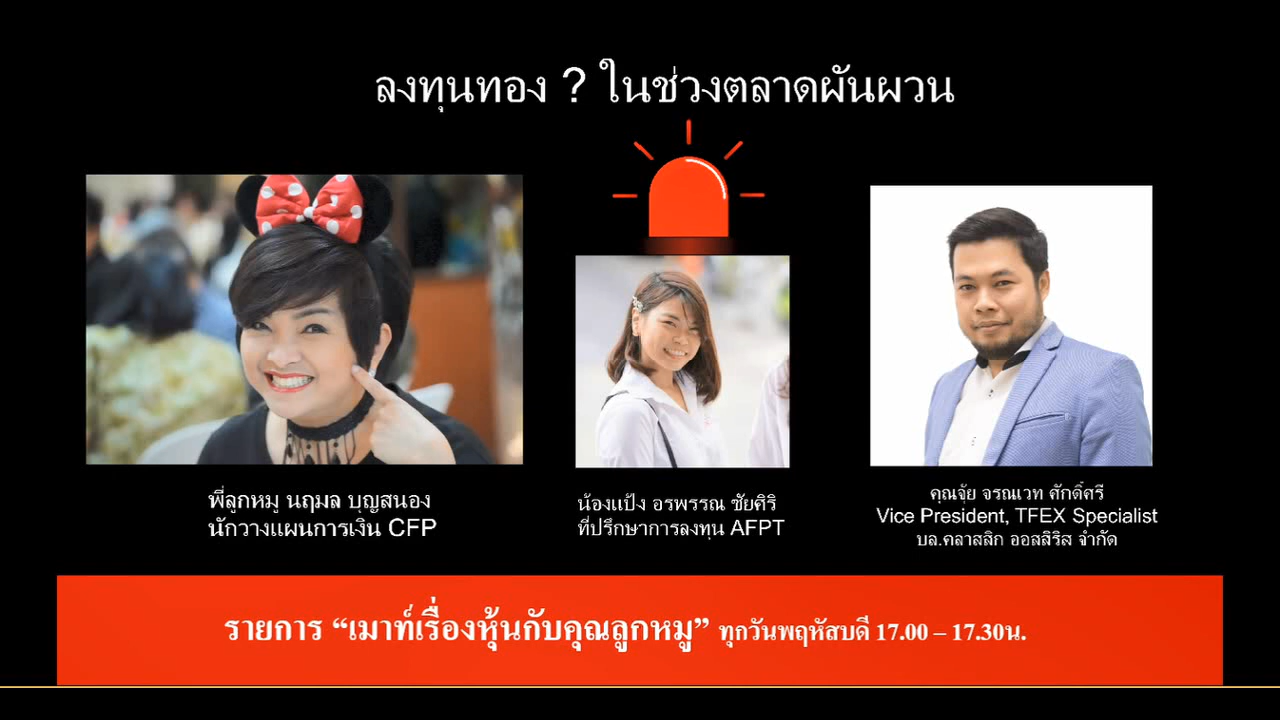 ลงทุนทอง ? ในช่วงตลาดผันผวน
พี่ลูกหมู นฤมล บุญสนอง
นักวางแผนการเงิน CFP
น้องแป้ง อรพรรณ ชัยศิริ
ที่ปรึกษาการลงทุน AFPT
คุณจุ้ย จรณเวท ศักดิ์ศรี
Vice President, TFEX Specialist
บล.คลาสสิก ออสสิริส จำกัด
รายการ “เมาท์เรื่องหุ้นกับคุณลูกหมู” ทุกวันพฤหัสบดี 17.00 – 17.30น.